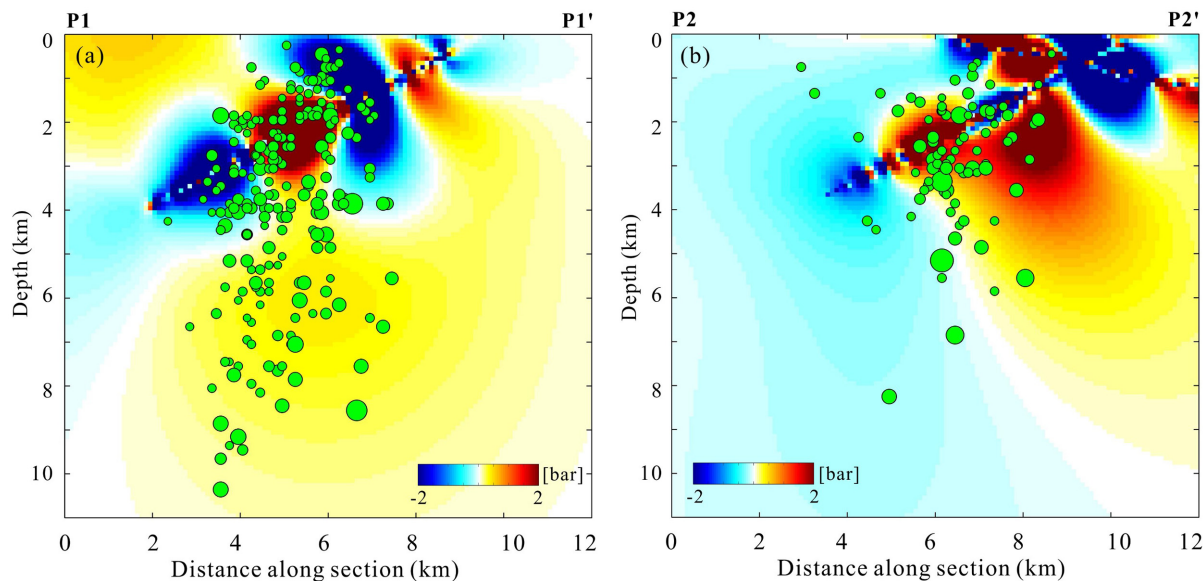 P1 P1'
(a)
0
2
4
6
8
10
Depth (km)
[bar]
-2 2
0 2 4 6 8 10 12
Distance along section (km)
P2 P2'
(b)
0
2
4
6
8
10
Depth (km)
[bar]
-2 2
0 2 4 6 8 10 12
Distance along section (km)